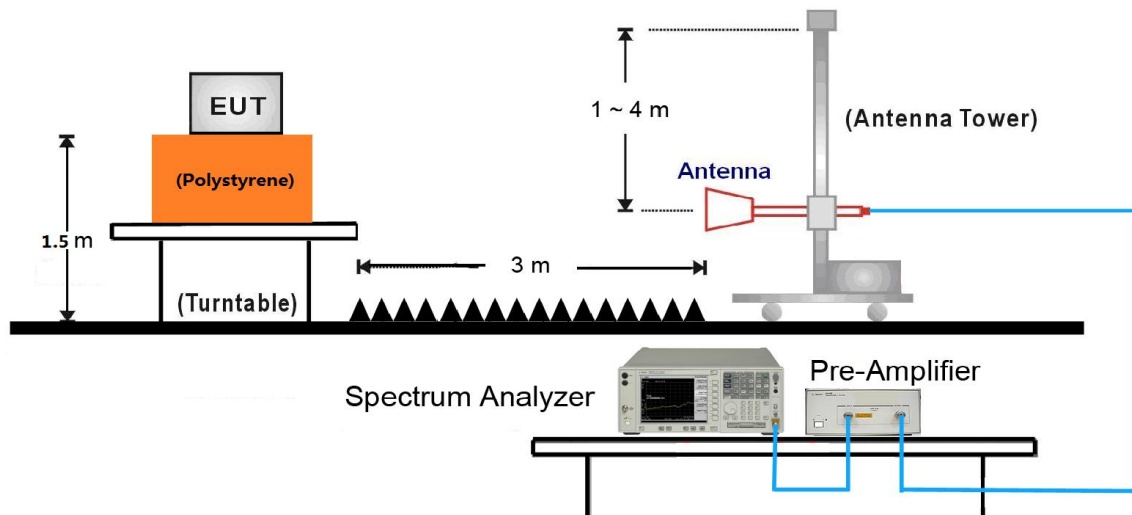 EUT
(Polystyrene)
1.5 m
(Turntable)
3 m
1 ~ 4 m
Antenna
(Antenna Tower)
Spectrum Analyzer
Pre-Amplifier